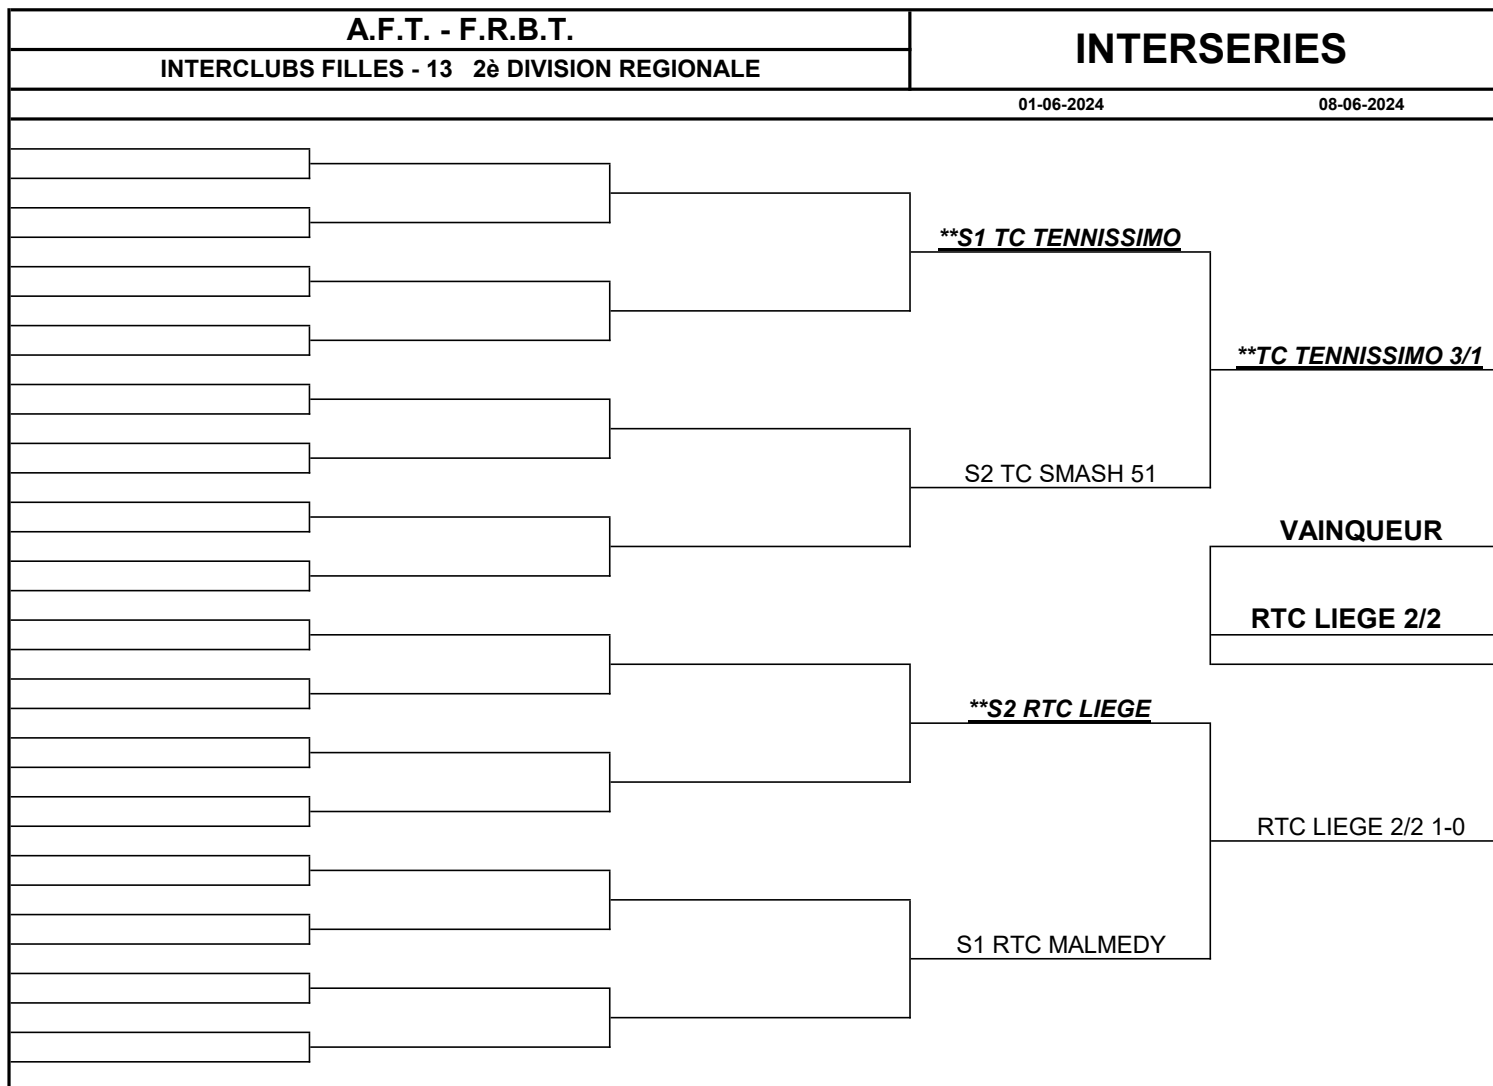 A.F.T. - F.R.B.T.
INTERSERIES
INTERCLUBS FILLES - 13 2è DIVISION REGIONALE
01-06-2024 08-06-2024
**S1 TC TENNISSIMO
**TC TENNISSIMO 3/1
S2 TC SMASH 51
VAINQUEUR
RTC LIEGE 2/2
**S2 RTC LIEGE
RTC LIEGE 2/2 1-0
S1 RTC MALMEDY